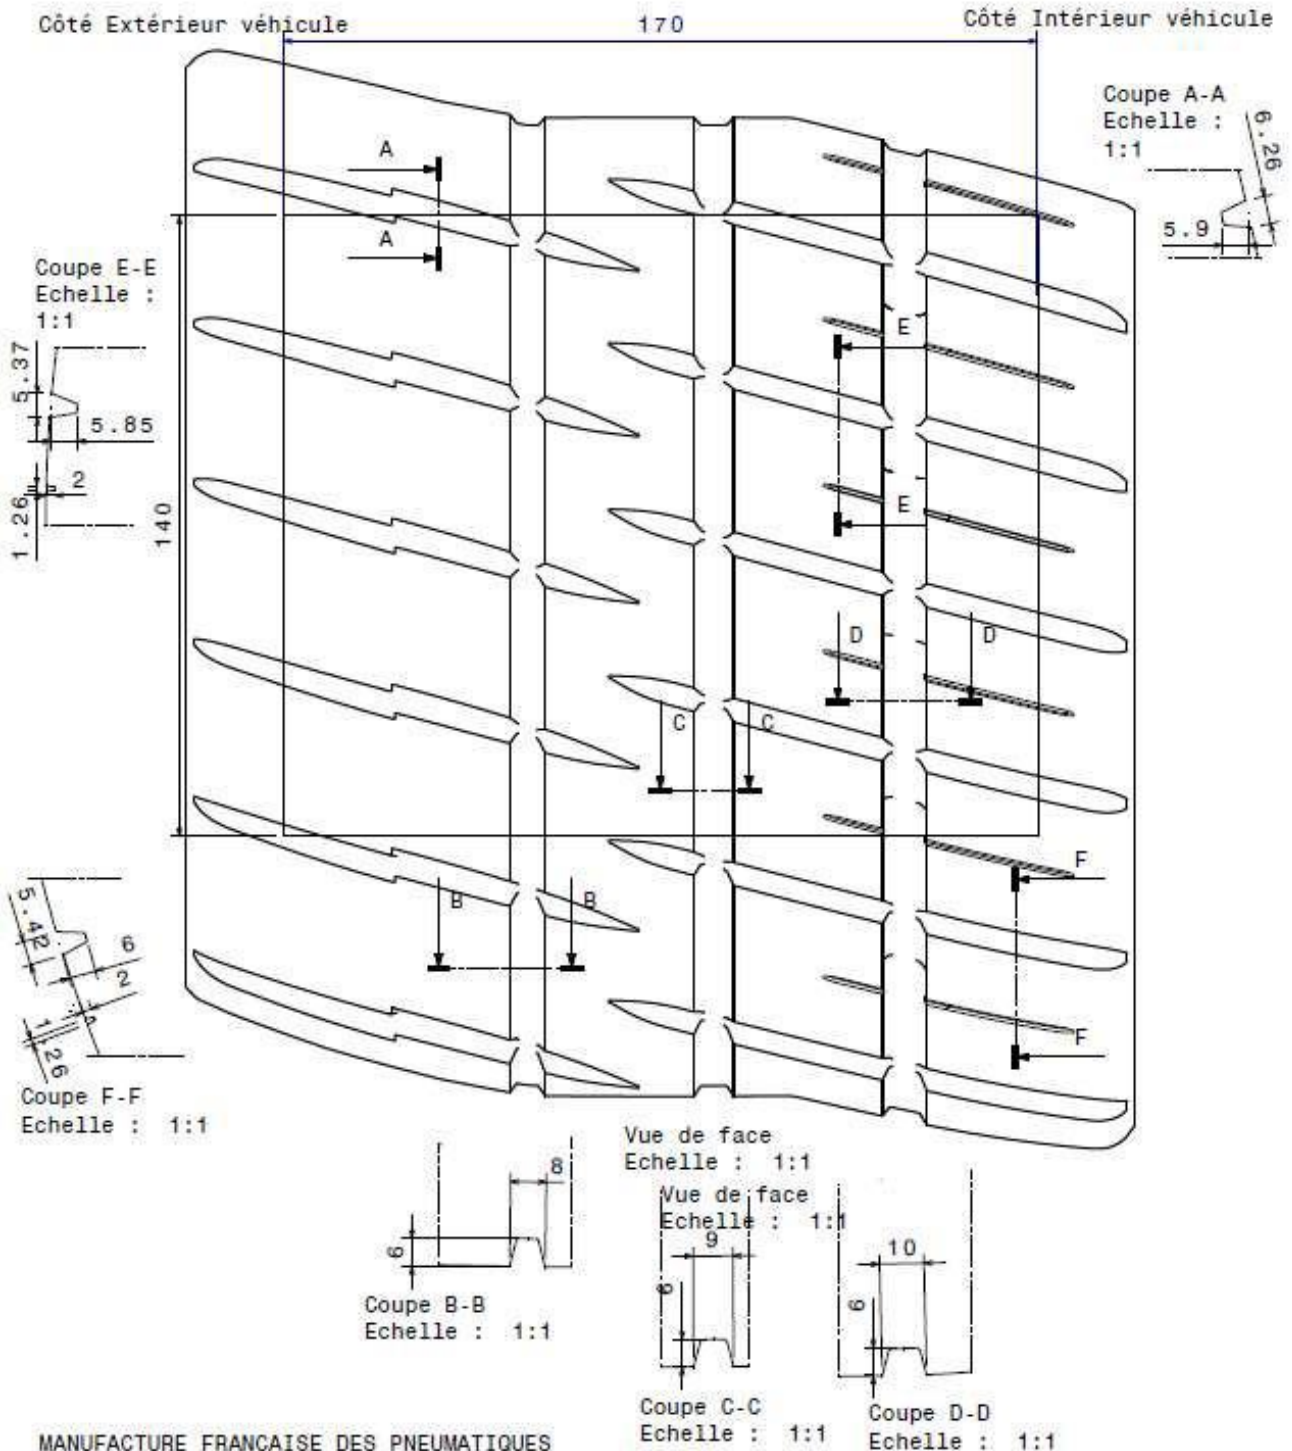 Côté Extérieur véhicule
170
Côté Intérieur véhicule
Coupe A-A
Echelle :
1:1
6.26
5.9
A
A
Coupe E-E
Echelle :
1:1
5.37
5.85
2
1.26
140
E
E
D
D
C
C
B
B
F
F
5.42
6
2
1.26
Coupe F-F
Echelle : 1:1
Vue de face
Echelle : 1:1
Vue de face
Echelle : 1:1
8
6
Coupe B-B
Echelle : 1:1
9
6
Coupe C-C
Echelle : 1:1
10
6
Coupe D-D
Echelle : 1:1
MANUFACTURE FRANCAISE DES PNEUMATIQUES